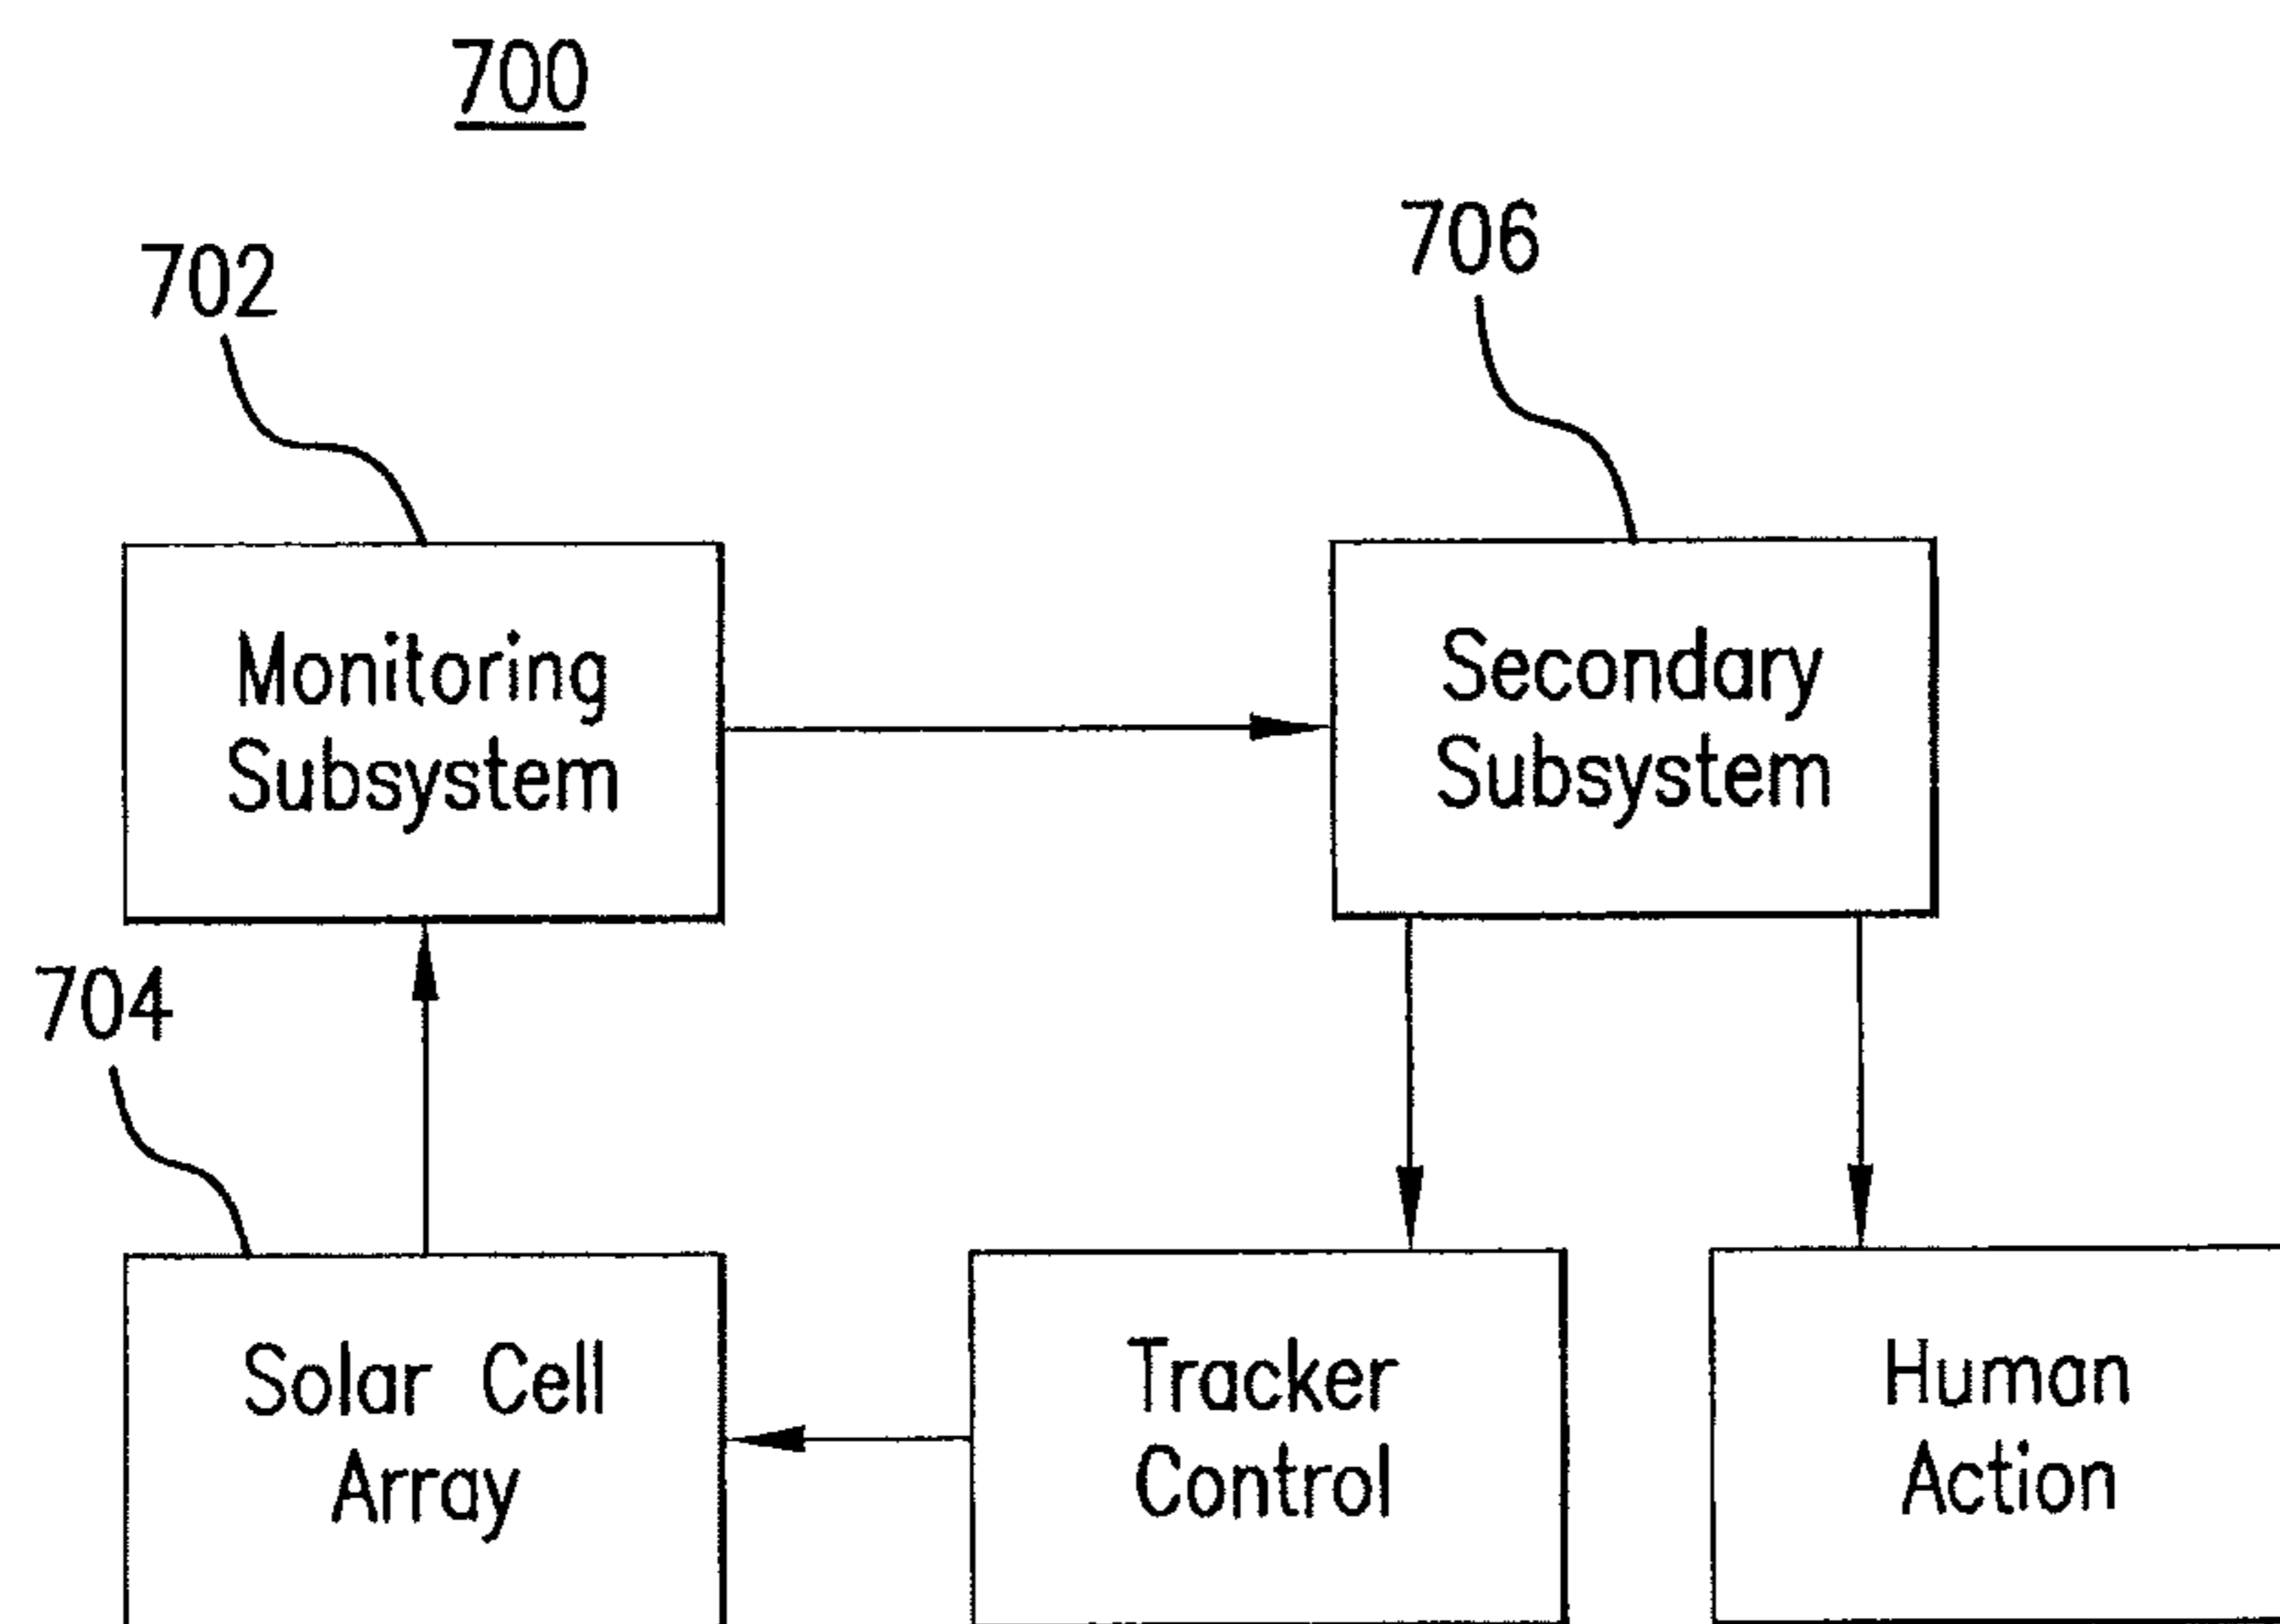 700
702
706
Monitoring
Subsystem
Secondary
Subsystem
704
Solar Cell
Array
Tracker
Control
Human
Action